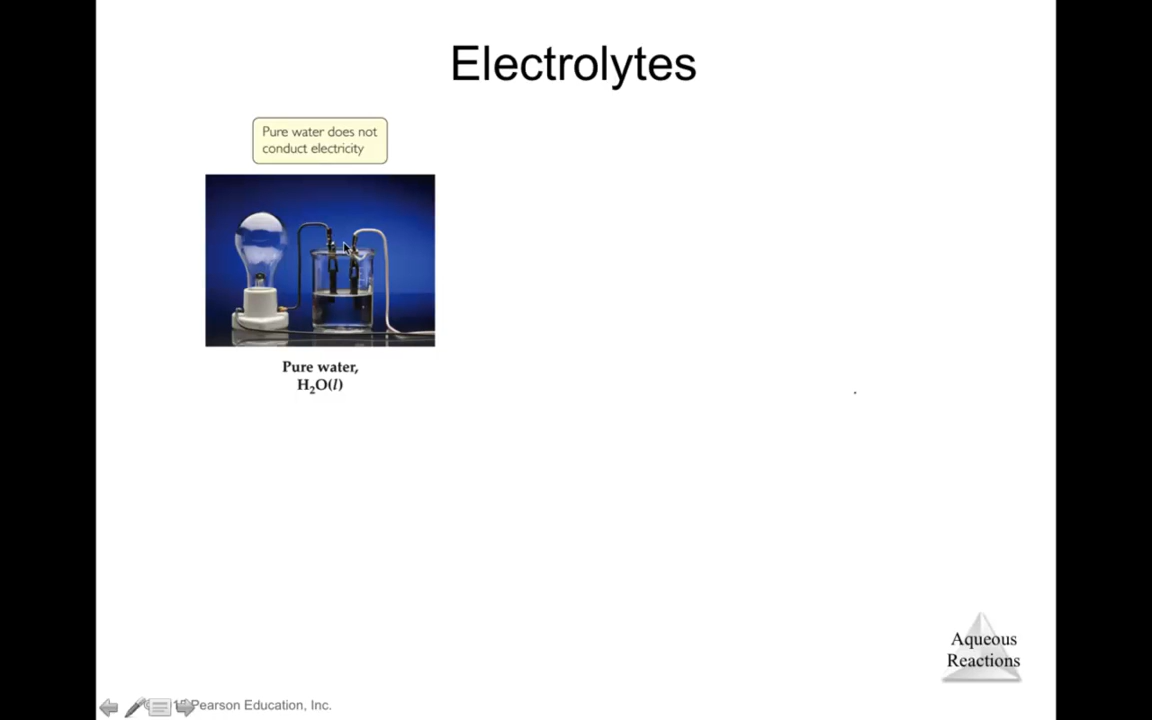 Electrolytes
Pure water does not
conduct electricity
Pure water,
H₂O(l)
Aqueous
Reactions
Pearson Education, Inc.